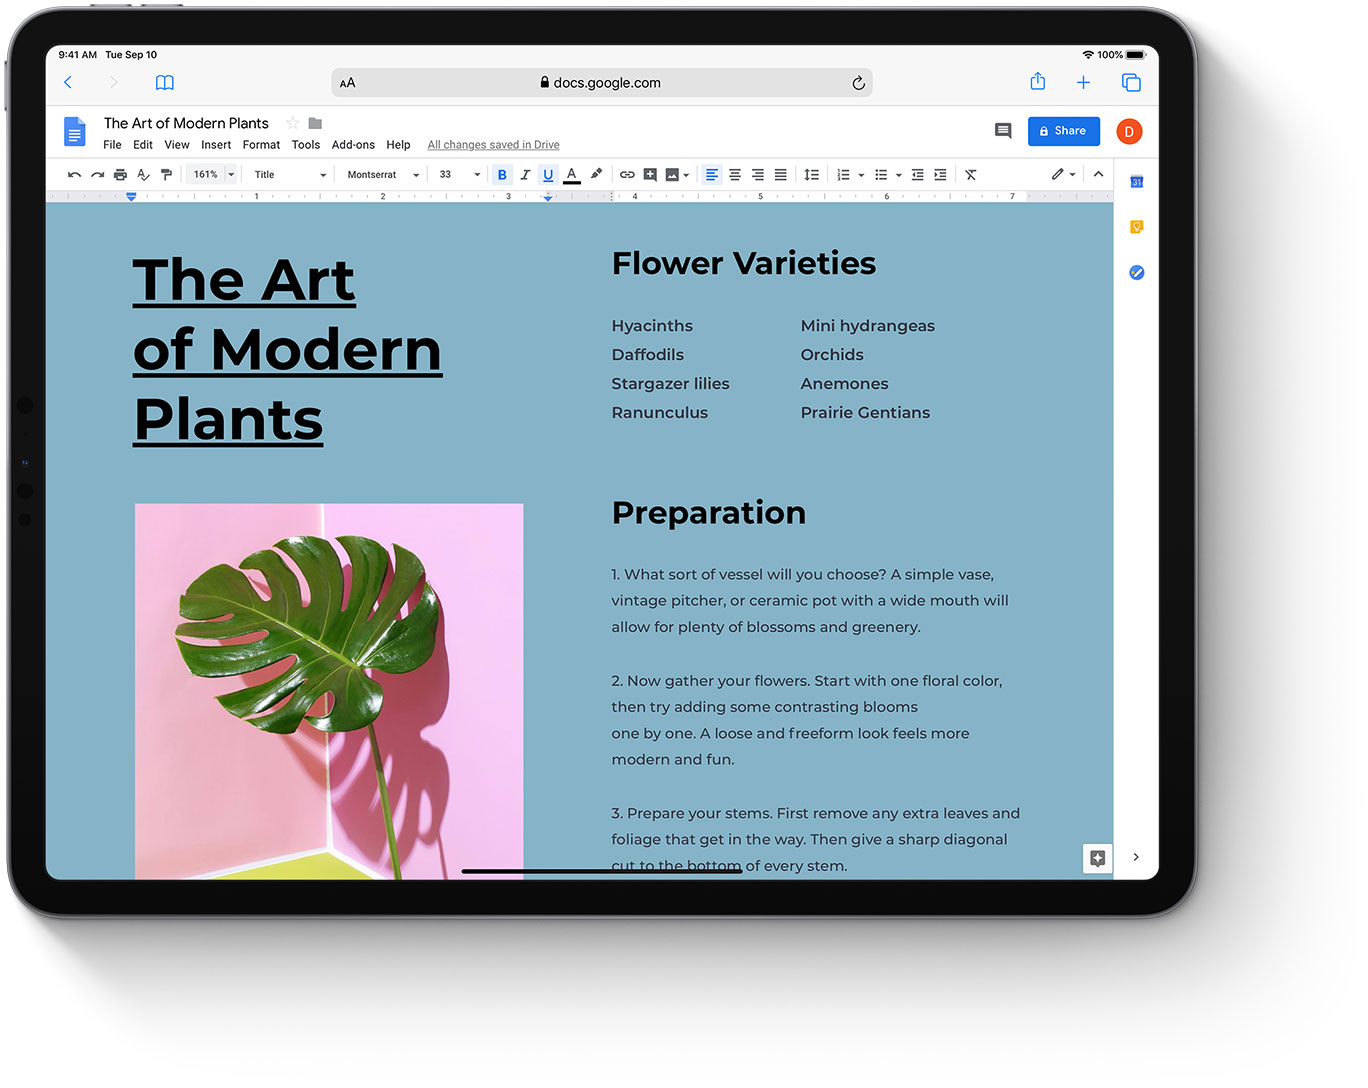 9:41 AM Tue Sep 10
100%
AA
docs.google.com
The Art of Modern Plants
File Edit View Insert Format Tools Add-ons Help All changes saved in Drive
Share
D
161% Title Montserrat 33 B I U A
31
1 2 3 4 5 6 7
The Art
of Modern
Plants
Flower Varieties
Hyacinths
Daffodils
Stargazer lilies
Ranunculus
Mini hydrangeas
Orchids
Anemones
Prairie Gentians
Preparation
1. What sort of vessel will you choose? A simple vase,
vintage pitcher, or ceramic pot with a wide mouth will
allow for plenty of blossoms and greenery.
2. Now gather your flowers. Start with one floral color,
then try adding some contrasting blooms
one by one. A loose and freeform look feels more
modern and fun.
3. Prepare your stems. First remove any extra leaves and
foliage that get in the way. Then give a sharp diagonal
cut to the bottom of every stem.